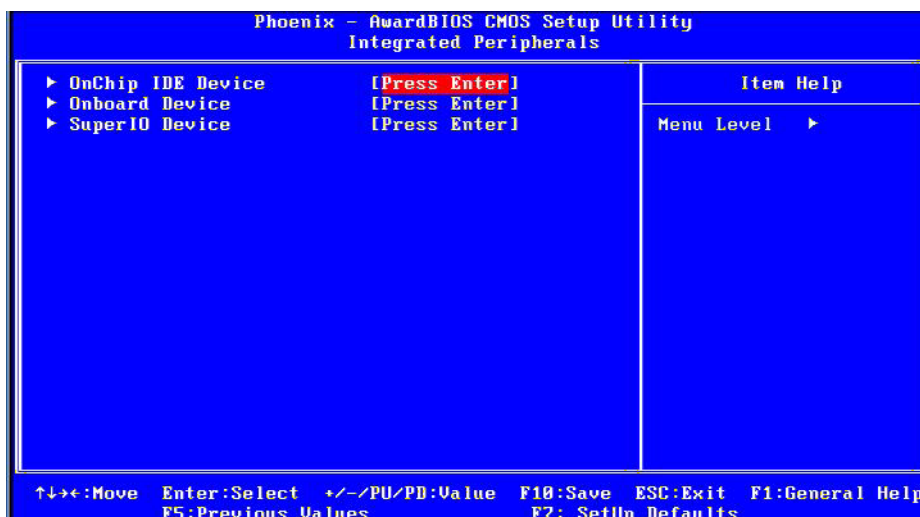 Phoenix - AwardBIOS CMOS Setup Utility
Integrated Peripherals
► OnChip IDE Device [Press Enter]
► Onboard Device [Press Enter]
► SuperIO Device [Press Enter]
Item Help
Menu Level ►
↑↓→←:Move Enter:Select +/-/PU/PD:Value F10:Save ESC:Exit F1:General Help
F5:Previous Values F7: SetUp Defaults